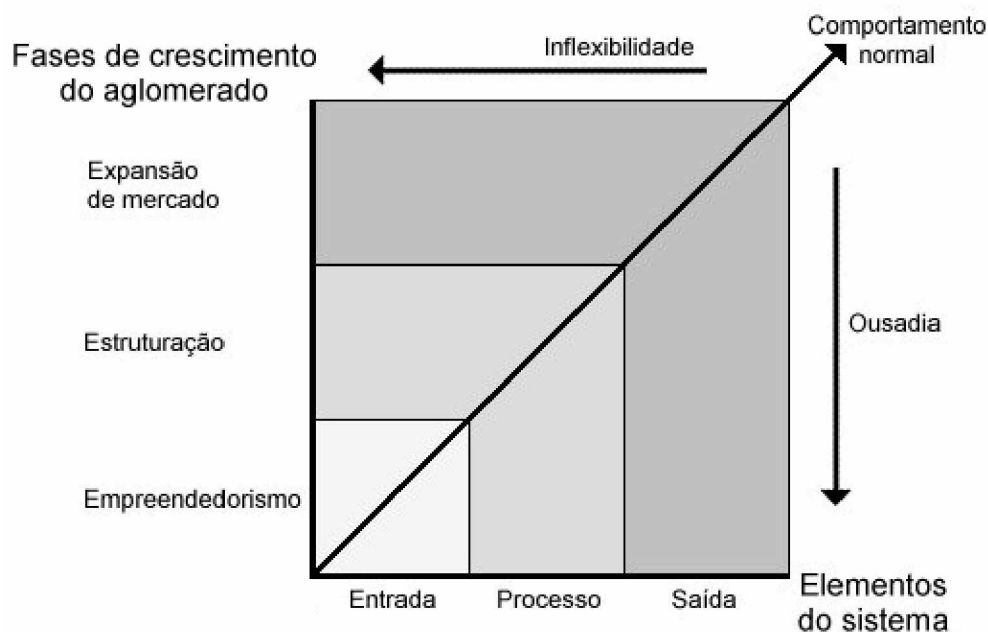 Comportamento
normal
Inflexibilidade
Fases de crescimento
do aglomerado
Expansão
de mercado
Ousadia
Estruturação
Empreendedorismo
Entrada
Processo
Saída
Elementos
do sistema